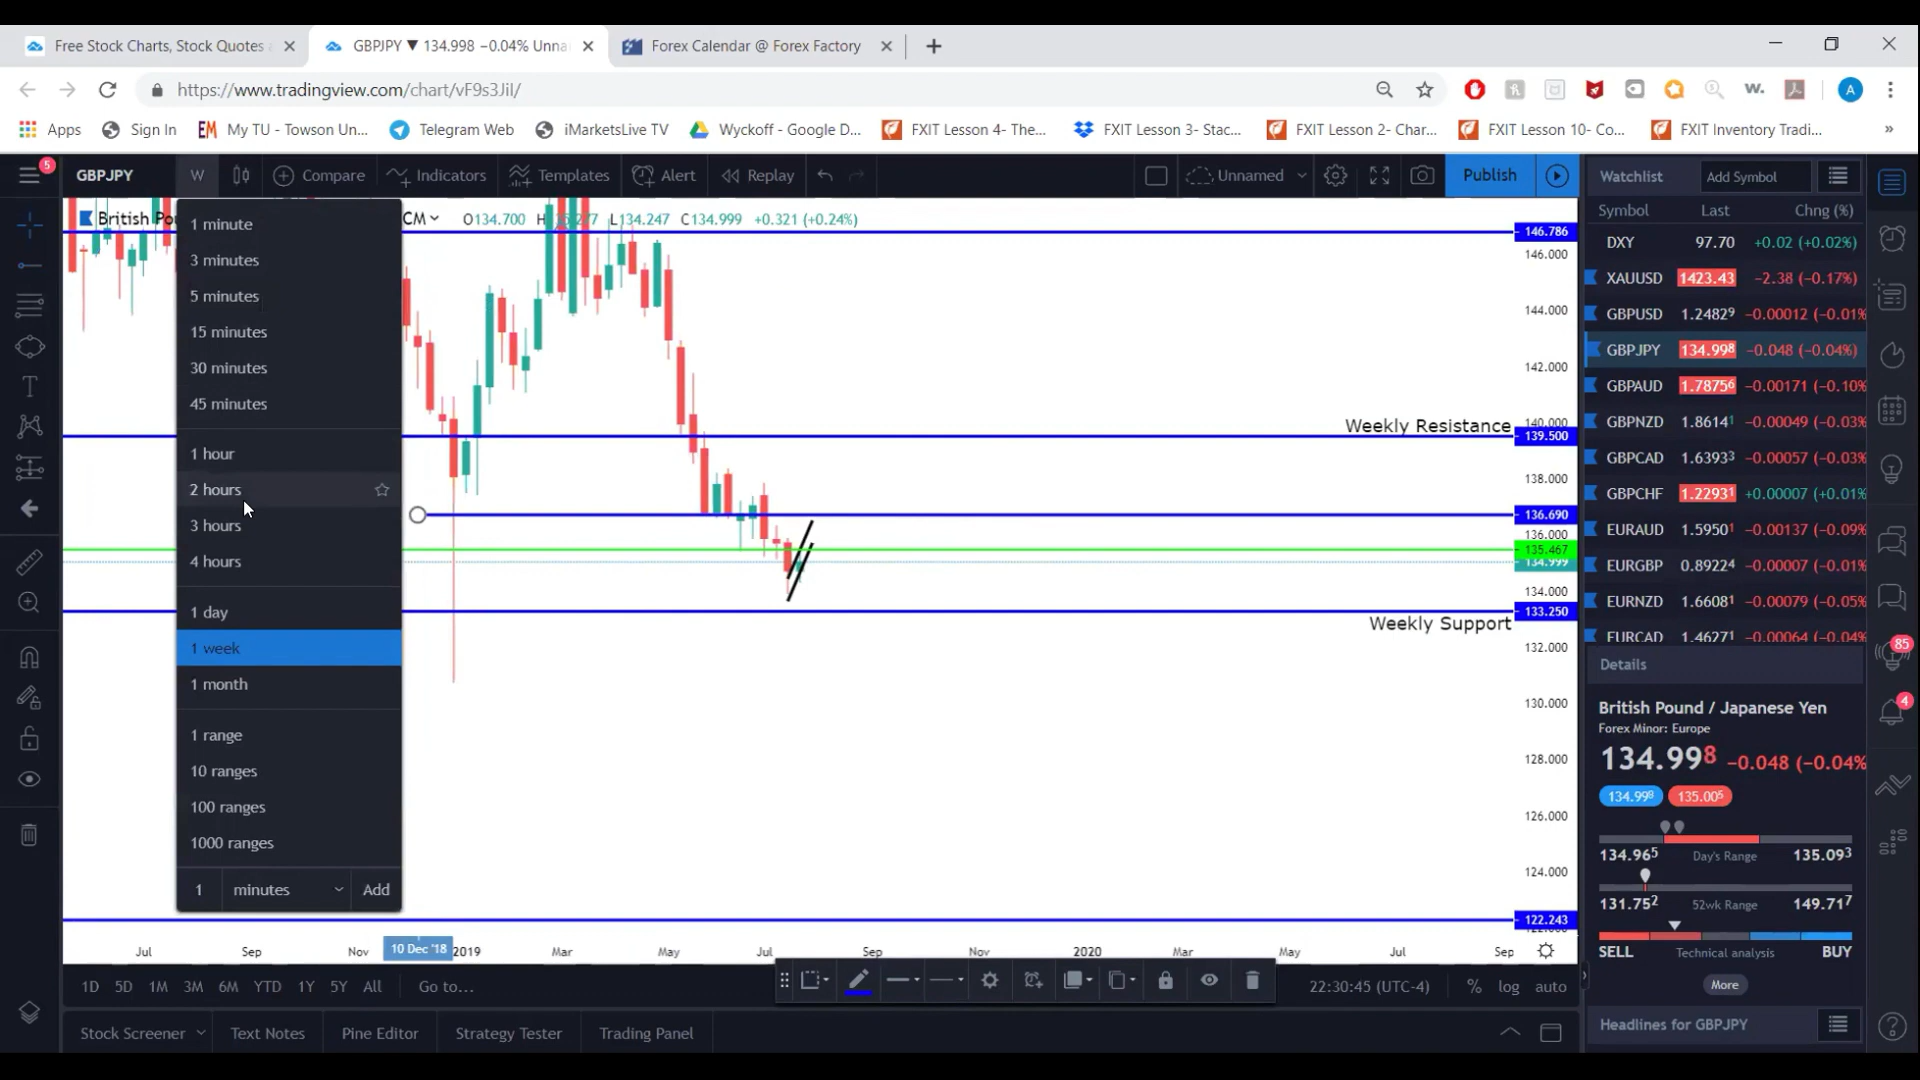 Free Stock Charts, Stock Quotes
GBPJPY ▼ 134.998 −0.04% Unna
Forex Calendar @ Forex Factory
https://www.tradingview.com/chart/vF9s3JiI/
Apps
Sign In
My TU - Towson Un...
Telegram Web
iMarketsLive TV
Wyckoff - Google D...
FXIT Lesson 4- The...
FXIT Lesson 3- Stac...
FXIT Lesson 2- Char...
FXIT Lesson 10- Co...
FXIT Inventory Tradi...
5
GBPJPY
W
Compare
Indicators
Templates
Alert
Replay
Unnamed
Publish
Watchlist
Add Symbol
British Po
CM
O134.700
L134.247
C134.999
+0.321 (+0.24%)
1 minute
3 minutes
5 minutes
15 minutes
30 minutes
45 minutes
1 hour
2 hours
3 hours
4 hours
1 day
1 week
1 month
1 range
10 ranges
100 ranges
1000 ranges
1 minutes Add
Weekly Resistance
Weekly Support
146.786
146.000
144.000
142.000
140.000
139.500
138.000
136.690
136.000
135.467
134.999
134.000
133.250
132.000
130.000
128.000
126.000
124.000
122.243
Jul
Sep
Nov
10 Dec '18
2019
Mar
May
Jul
Sep
Nov
2020
Mar
May
Jul
Sep
1D 5D 1M 3M 6M YTD 1Y 5Y All
Go to...
22:30:45 (UTC-4)
% log auto
Stock Screener
Text Notes
Pine Editor
Strategy Tester
Trading Panel
Symbol Last Chng (%)
DXY 97.70 +0.02 (+0.02%)
XAUUSD 1423.43 −2.38 (−0.17%)
GBPUSD 1.24829 −0.00012 (−0.01%
GBPJPY 134.998 −0.048 (−0.04%)
GBPAUD 1.78756 −0.00171 (−0.10%
GBPNZD 1.86141 −0.00049 (−0.03%
GBPCAD 1.63933 −0.00057 (−0.03%
GBPCHF 1.22931 +0.00007 (+0.01%
EURAUD 1.59501 −0.00137 (−0.09%
EURGBP 0.89224 −0.00007 (−0.01%
EURNZD 1.66081 −0.00079 (−0.05%
EURCAD 1.46271 −0.00064 (−0.04%
Details
British Pound / Japanese Yen
Forex Minor: Europe
134.998 −0.048 (−0.04%
134.998 135.005
134.965 Day's Range 135.093
131.752 52wk Range 149.717
SELL Technical analysis BUY
More
Headlines for GBPJPY
85
4